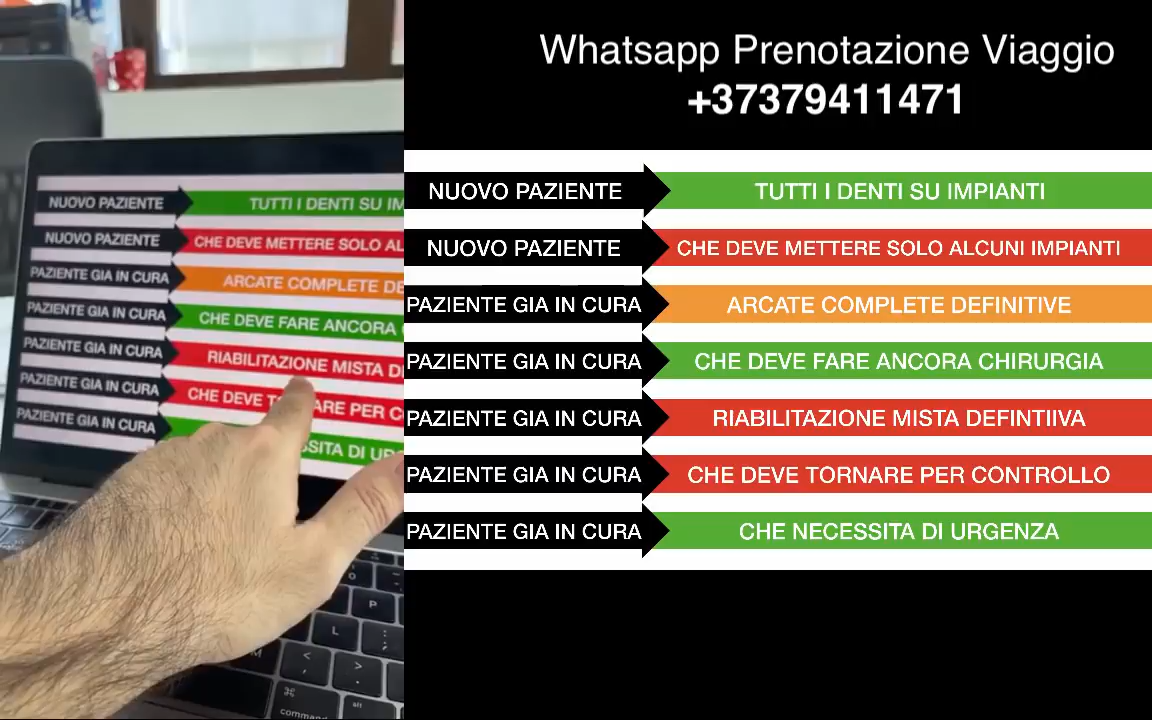 Whatsapp Prenotazione Viaggio
+37379411471
NUOVO PAZIENTE TUTTI I DENTI SU IMPIANTI
NUOVO PAZIENTE CHE DEVE METTERE SOLO ALCUNI IMPIANTI
PAZIENTE GIA IN CURA ARCATE COMPLETE DEFINITIVE
PAZIENTE GIA IN CURA CHE DEVE FARE ANCORA CHIRURGIA
PAZIENTE GIA IN CURA RIABILITAZIONE MISTA DEFINTIIVA
PAZIENTE GIA IN CURA CHE DEVE TORNARE PER CONTROLLO
PAZIENTE GIA IN CURA CHE NECESSITA DI URGENZA
NUOVO PAZIENTE TUTTI I DENTI SU IM
NUOVO PAZIENTE CHE DEVE METTERE SOLO AL
PAZIENTE GIA IN CURA ARCATE COMPLETE DE
PAZIENTE GIA IN CURA CHE DEVE FARE ANCORA
PAZIENTE GIA IN CURA RIABILITAZIONE MISTA D
PAZIENTE GIA IN CURA CHE DEVE PER C
PAZIENTE GIA IN CURA DI
O
P
L
: ;
M
<
,
>
.
⌘
command
alt